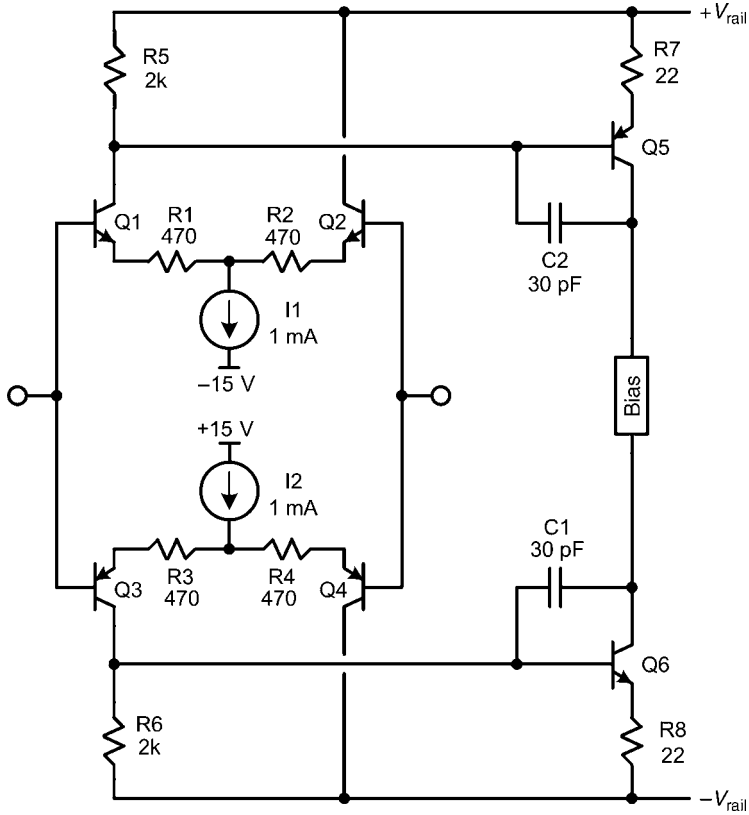 +Vrail
R5
2k
R7
22
Q5
Q1
R1
470
R2
470
Q2
C2
30 pF
I1
1 mA
–15 V
Bias
+15 V
I2
1 mA
C1
30 pF
Q3
R3
470
R4
470
Q4
Q6
R6
2k
R8
22
–Vrail